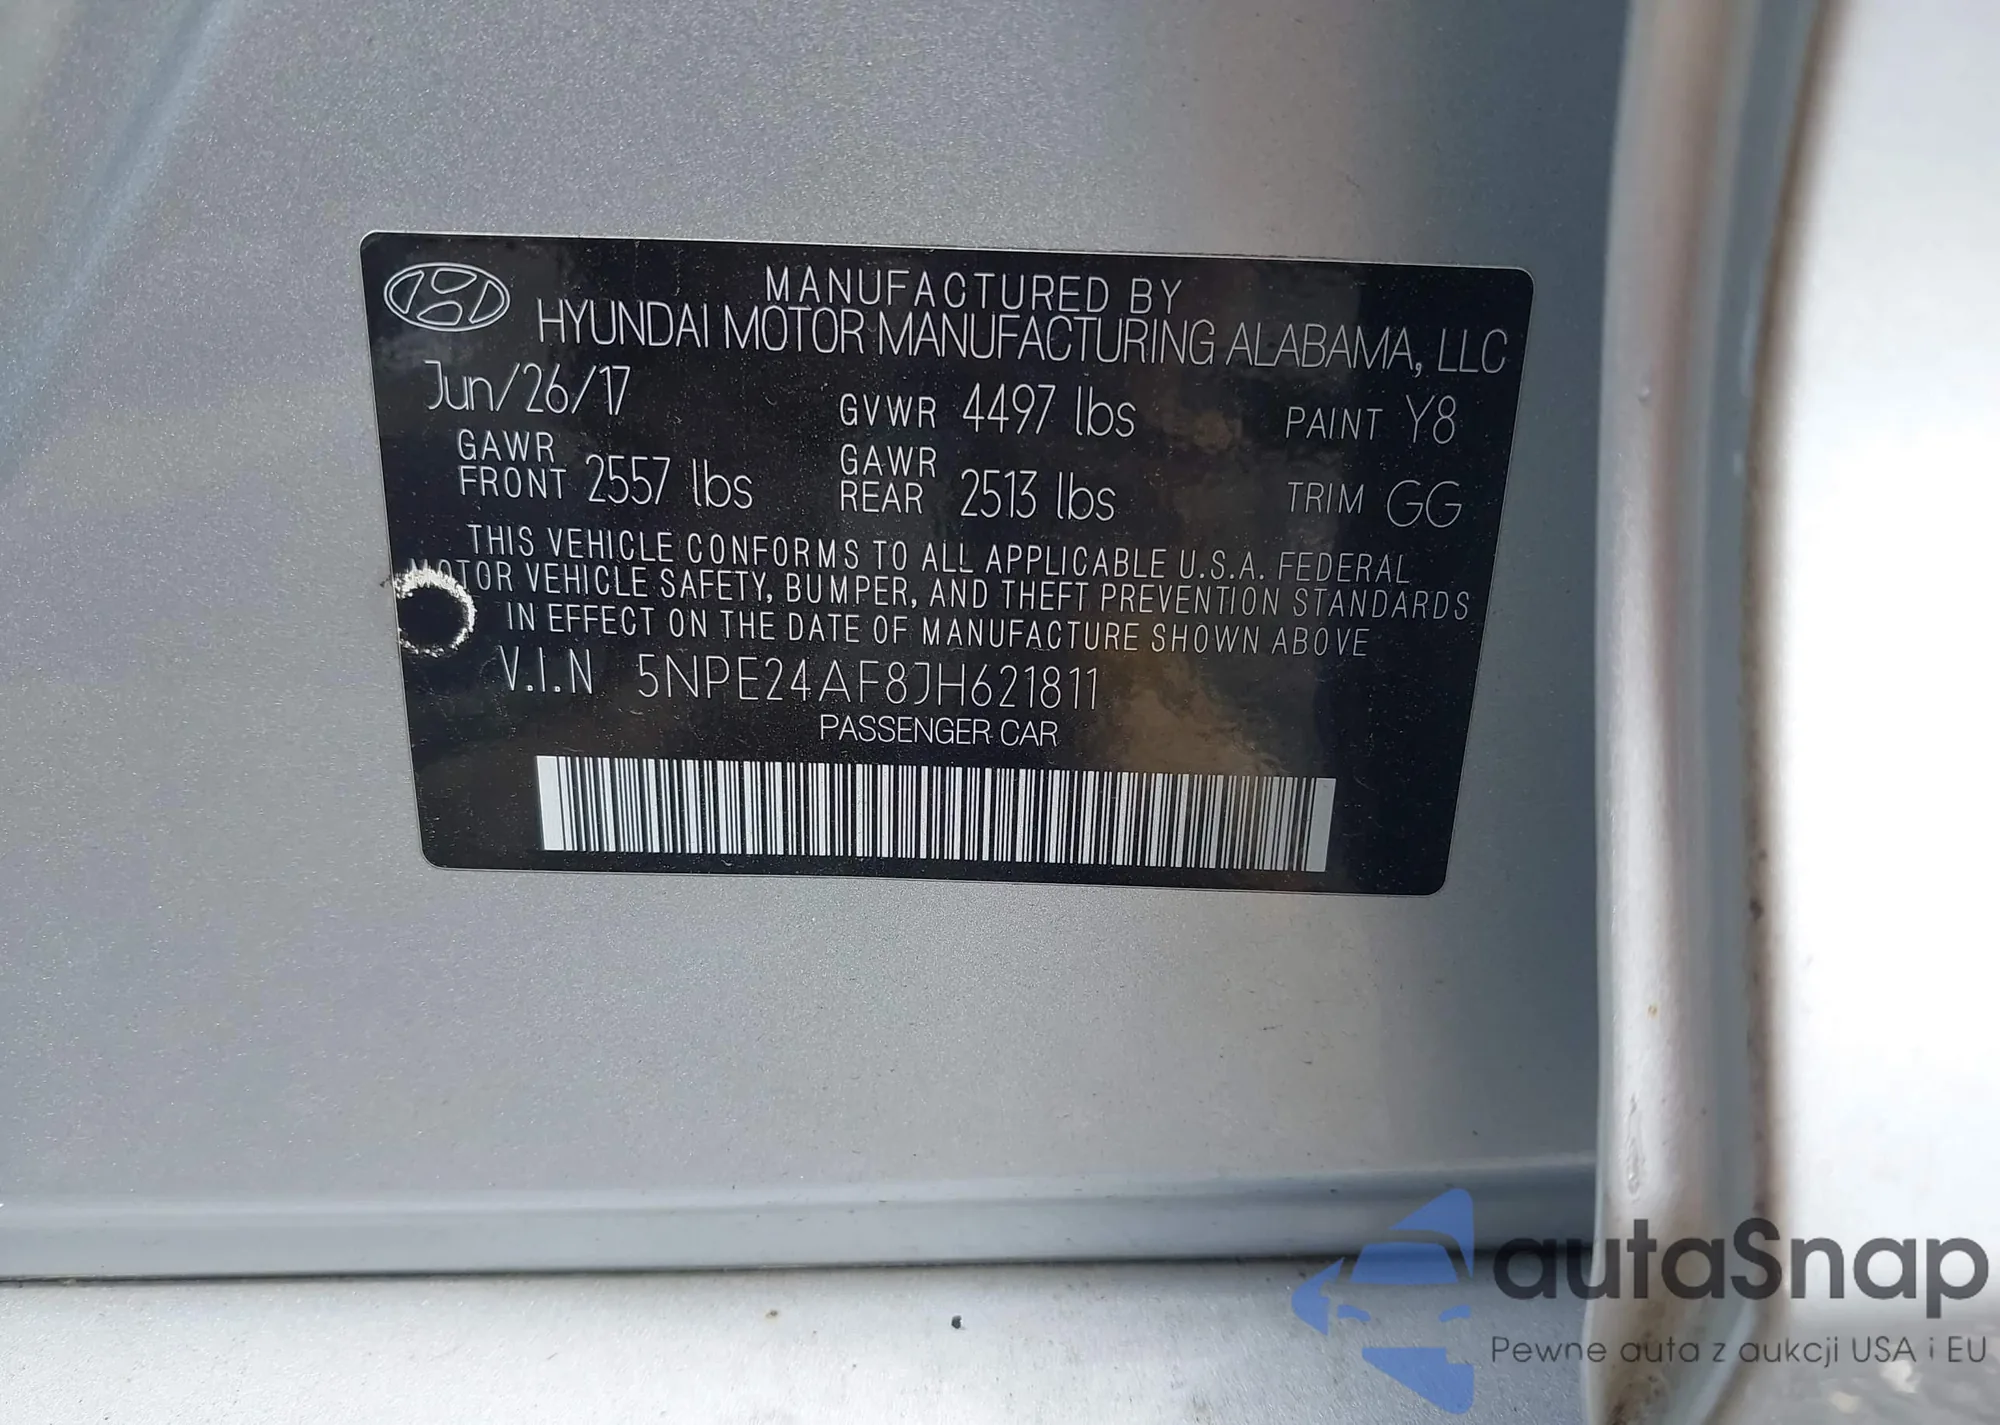 MANUFACTURED BY
HYUNDAI MOTOR MANUFACTURING ALABAMA, LLC
Jun/26/17 GVWR 4497 lbs PAINT Y8
GAWR FRONT 2557 lbs GAWR REAR 2513 lbs TRIM GG
THIS VEHICLE CONFORMS TO ALL APPLICABLE U.S.A. FEDERAL
MOTOR VEHICLE SAFETY, BUMPER, AND THEFT PREVENTION STANDARDS
IN EFFECT ON THE DATE OF MANUFACTURE SHOWN ABOVE
V.I.N 5NPE24AF8JH621811
PASSENGER CAR
autaSnap
Pewne auta z aukcji USA i EU